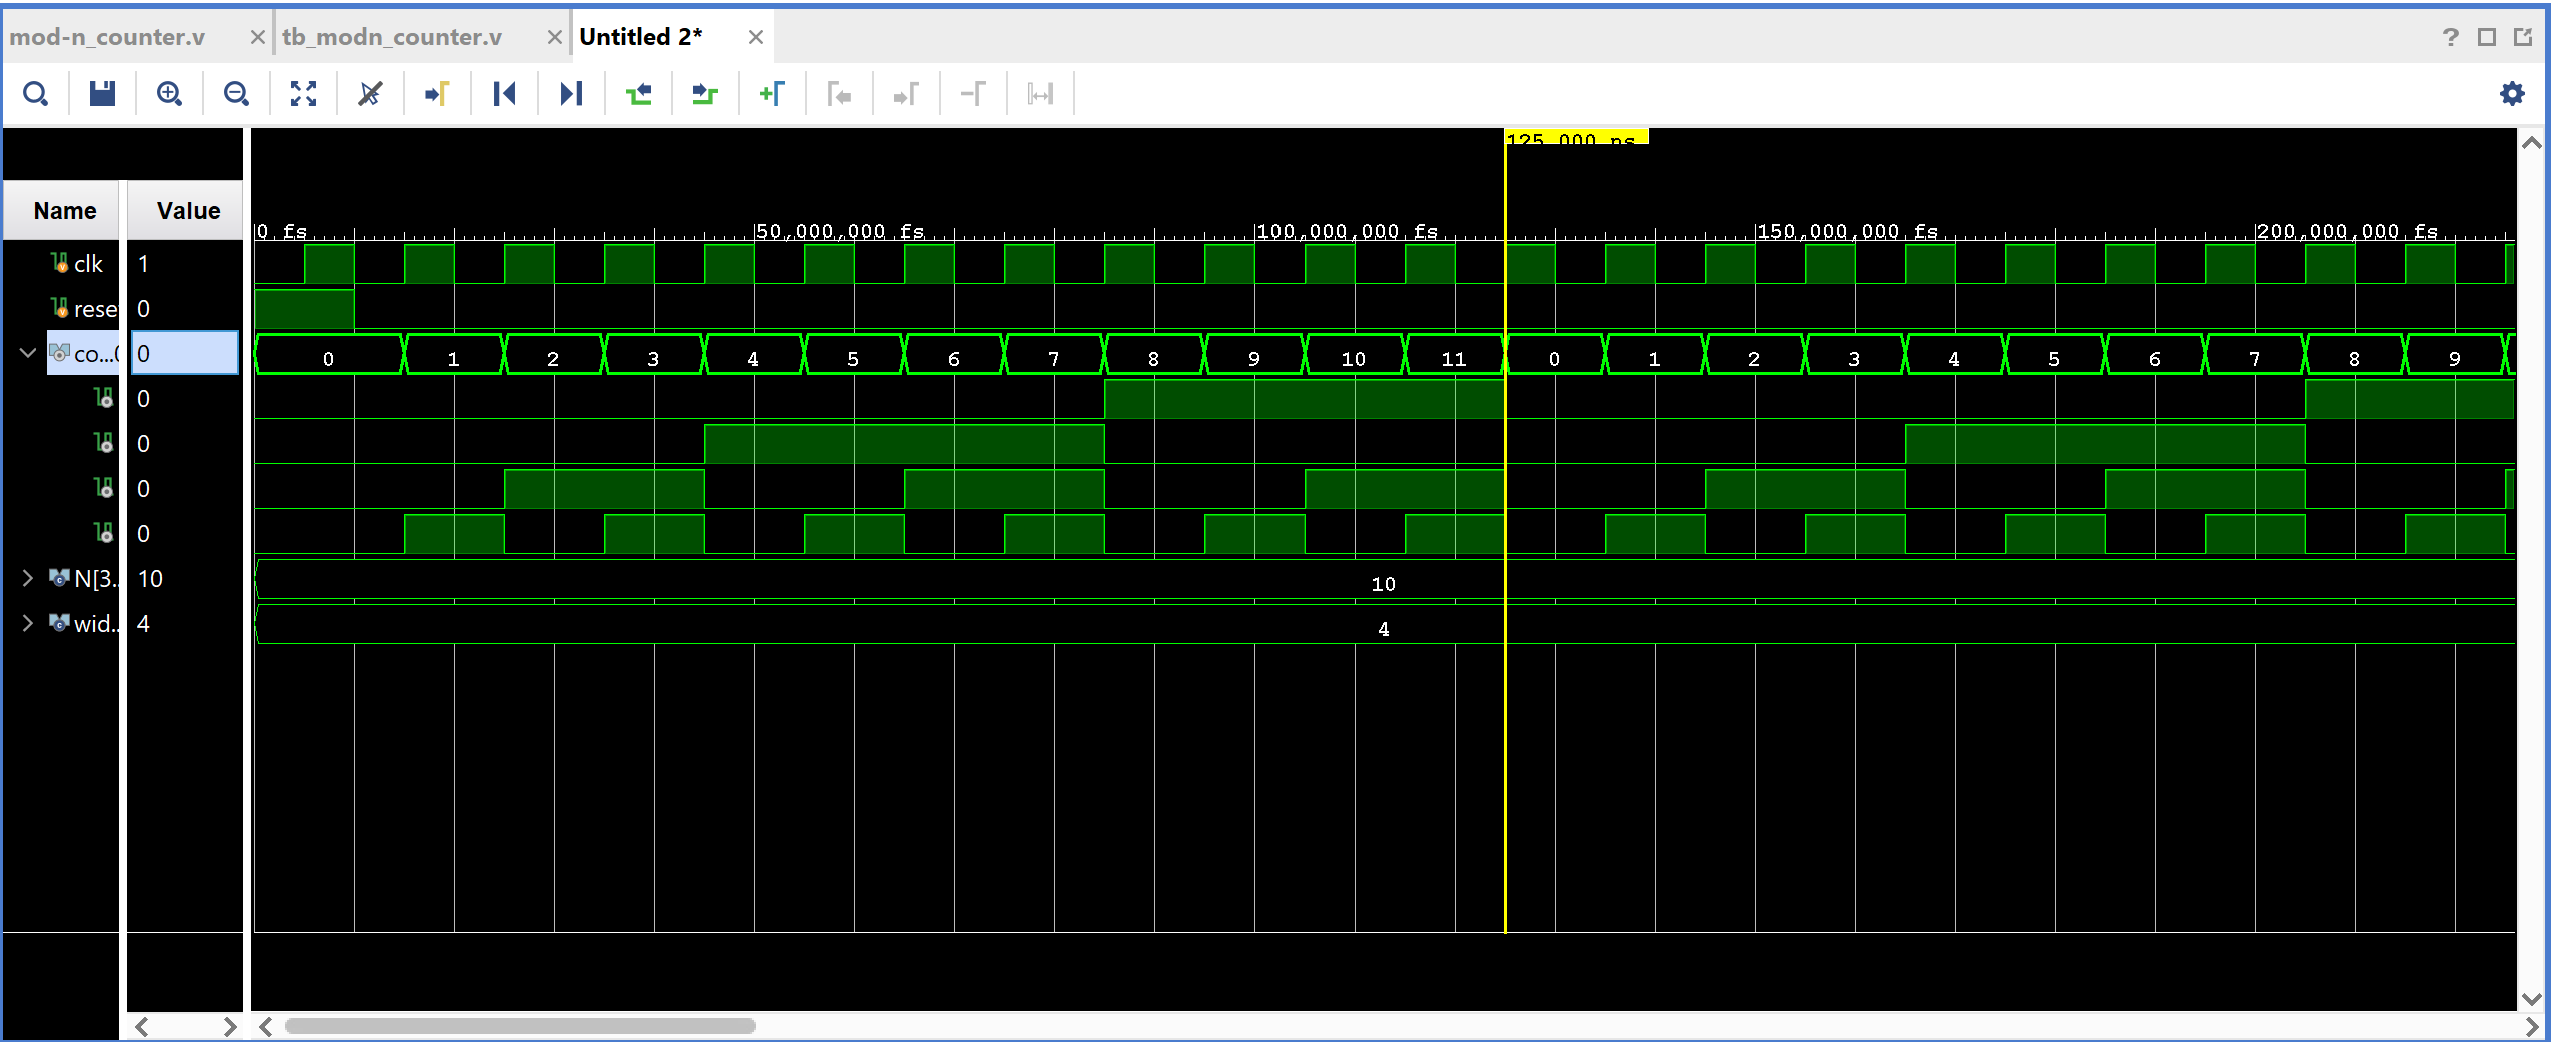 mod-n_counter.v tb_modn_counter.v Untitled 2* ?
125.000 ns
Name Value
0 fs 50,000,000 fs 100,000,000 fs 150,000,000 fs 200,000,000 fs
clk 1
rese 0
co...( 0 0 1 2 3 4 5 6 7 8 9 10 11 0 1 2 3 4 5 6 7 8 9
0
0
0
0
N[3.. 10 10
wid.. 4 4